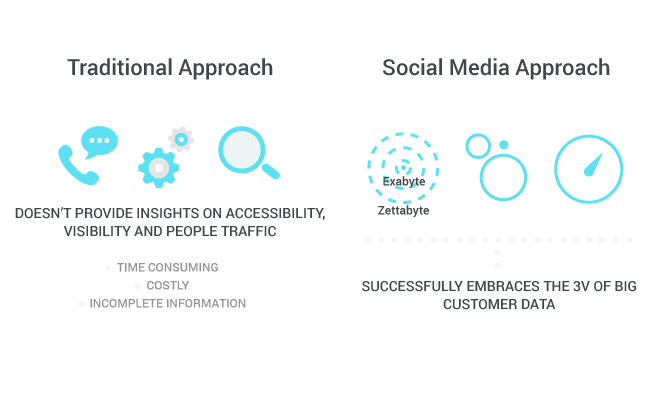 Traditional Approach
DOESN'T PROVIDE INSIGHTS ON ACCESSIBILITY,
VISIBILITY AND PEOPLE TRAFFIC
TIME CONSUMING
COSTLY
INCOMPLETE INFORMATION
Social Media Approach
Exabyte
Zettabyte
SUCCESSFULLY EMBRACES THE 3V OF BIG
CUSTOMER DATA